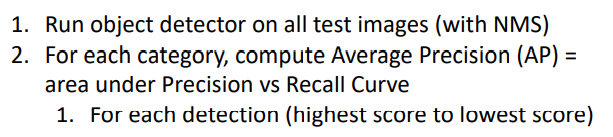 1. Run object detector on all test images (with NMS)
2. For each category, compute Average Precision (AP) =
area under Precision vs Recall Curve
1. For each detection (highest score to lowest score)